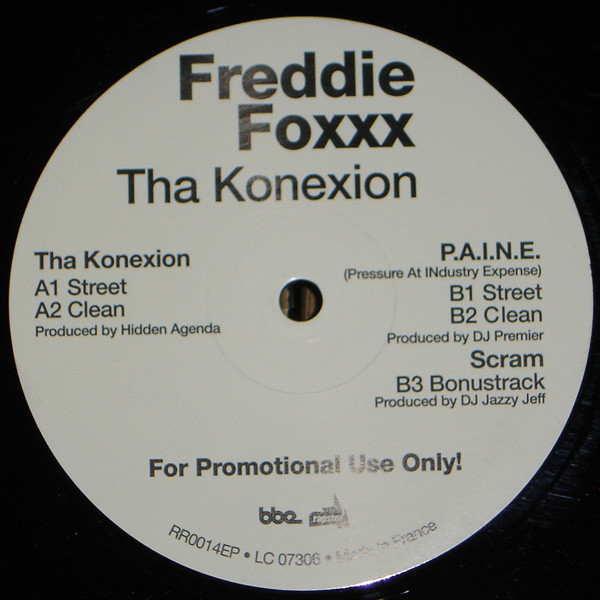 Freddie
Foxxx
Tha Konexion
Tha Konexion
A1 Street
A2 Clean
Produced by Hidden Agenda
P.A.I.N.E.
(Pressure At INdustry Expense)
B1 Street
B2 Clean
Produced by DJ Premier
Scram
B3 Bonustrack
Produced by DJ Jazzy Jeff
For Promotional Use Only!
bbe
RR0014EP • LC 07306 • Made in France